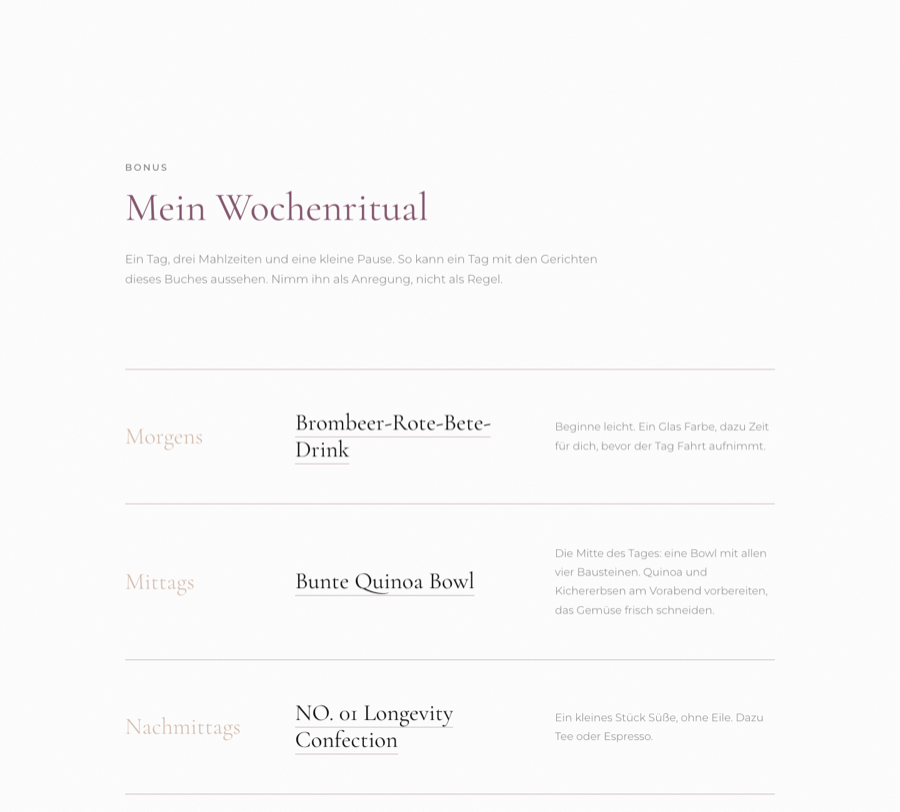 BONUS
Mein Wochenritual
Ein Tag, drei Mahlzeiten und eine kleine Pause. So kann ein Tag mit den Gerichten
dieses Buches aussehen. Nimm ihn als Anregung, nicht als Regel.
Morgens
Brombeer-Rote-Bete-
Drink
Beginne leicht. Ein Glas Farbe, dazu Zeit
für dich, bevor der Tag Fahrt aufnimmt.
Mittags
Bunte Quinoa Bowl
Die Mitte des Tages: eine Bowl mit allen
vier Bausteinen. Quinoa und
Kichererbsen am Vorabend vorbereiten,
das Gemüse frisch schneiden.
Nachmittags
NO. 01 Longevity
Confection
Ein kleines Stück Süße, ohne Eile. Dazu
Tee oder Espresso.